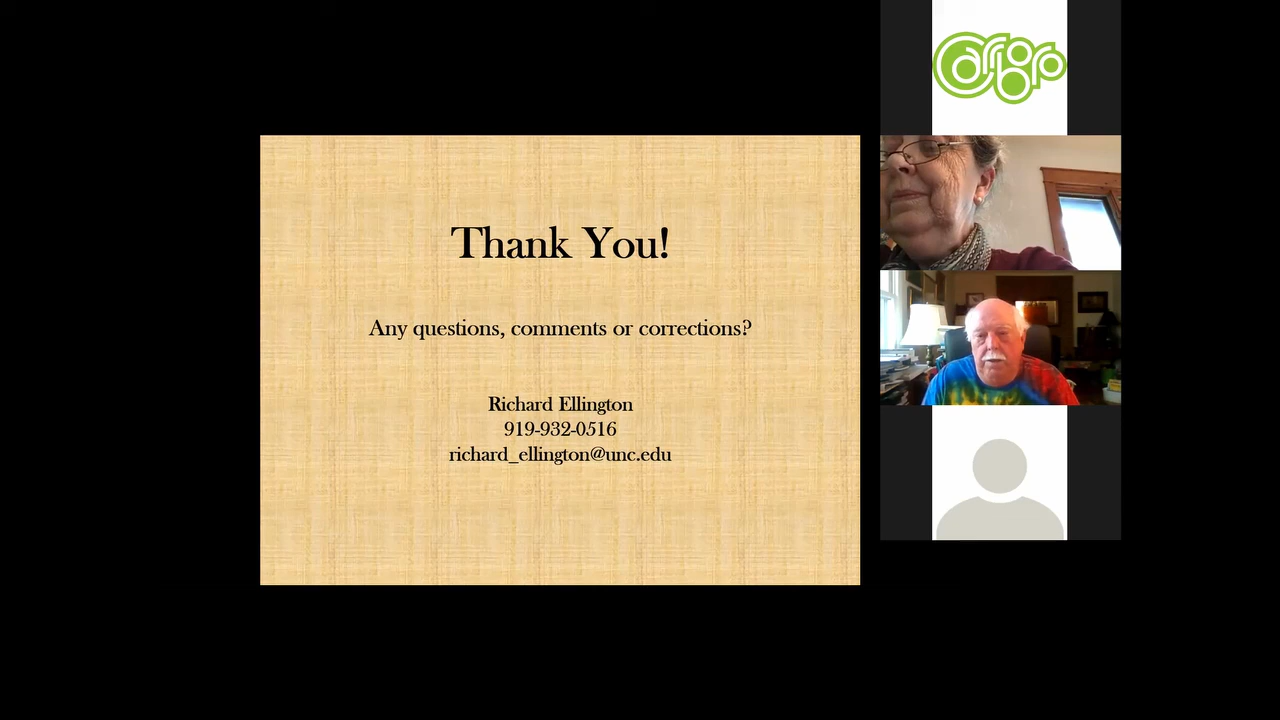 Thank You!
Any questions, comments or corrections?
Richard Ellington
919-932-0516
richard_ellington@unc.edu
Carrboro